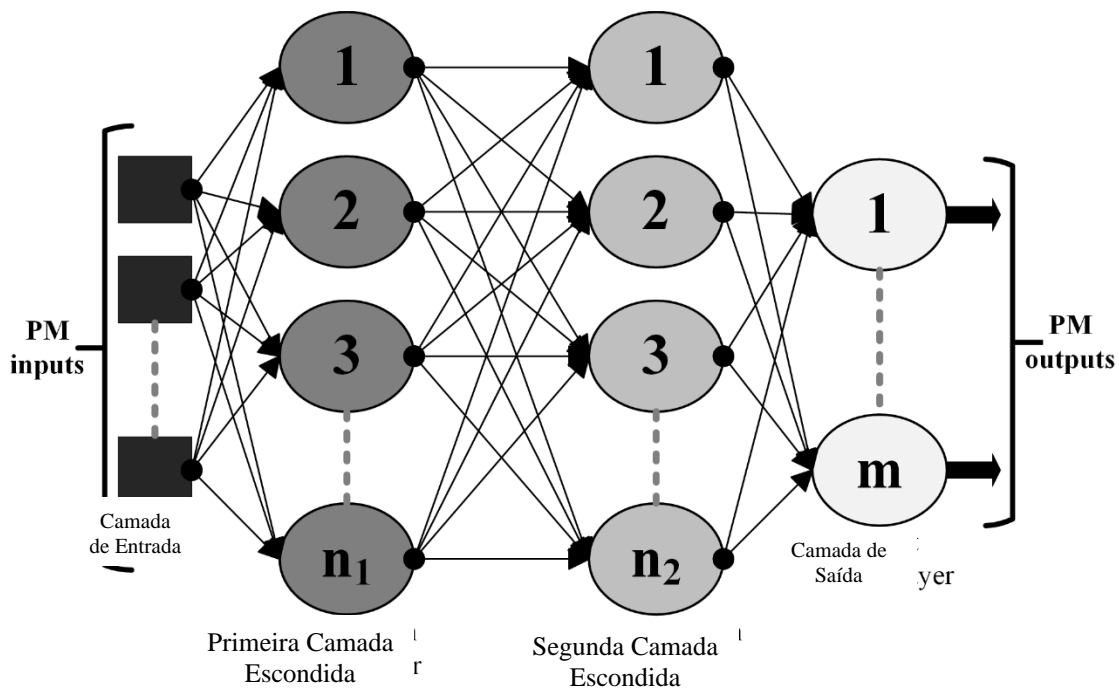 1
2
3
n1
1
2
3
n2
1
m
PM
inputs
PM
outputs
Camada
de Entrada
Primeira Camada
Escondida
r
Segunda Camada
Escondida
Camada de
Saída
yer